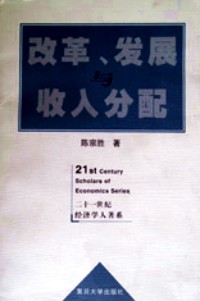 改革、发展
与
收入分配
陈宗胜 著
21st Century
Scholars of
Economics Series
二十一世纪
经济学人著系
复旦大学出版社